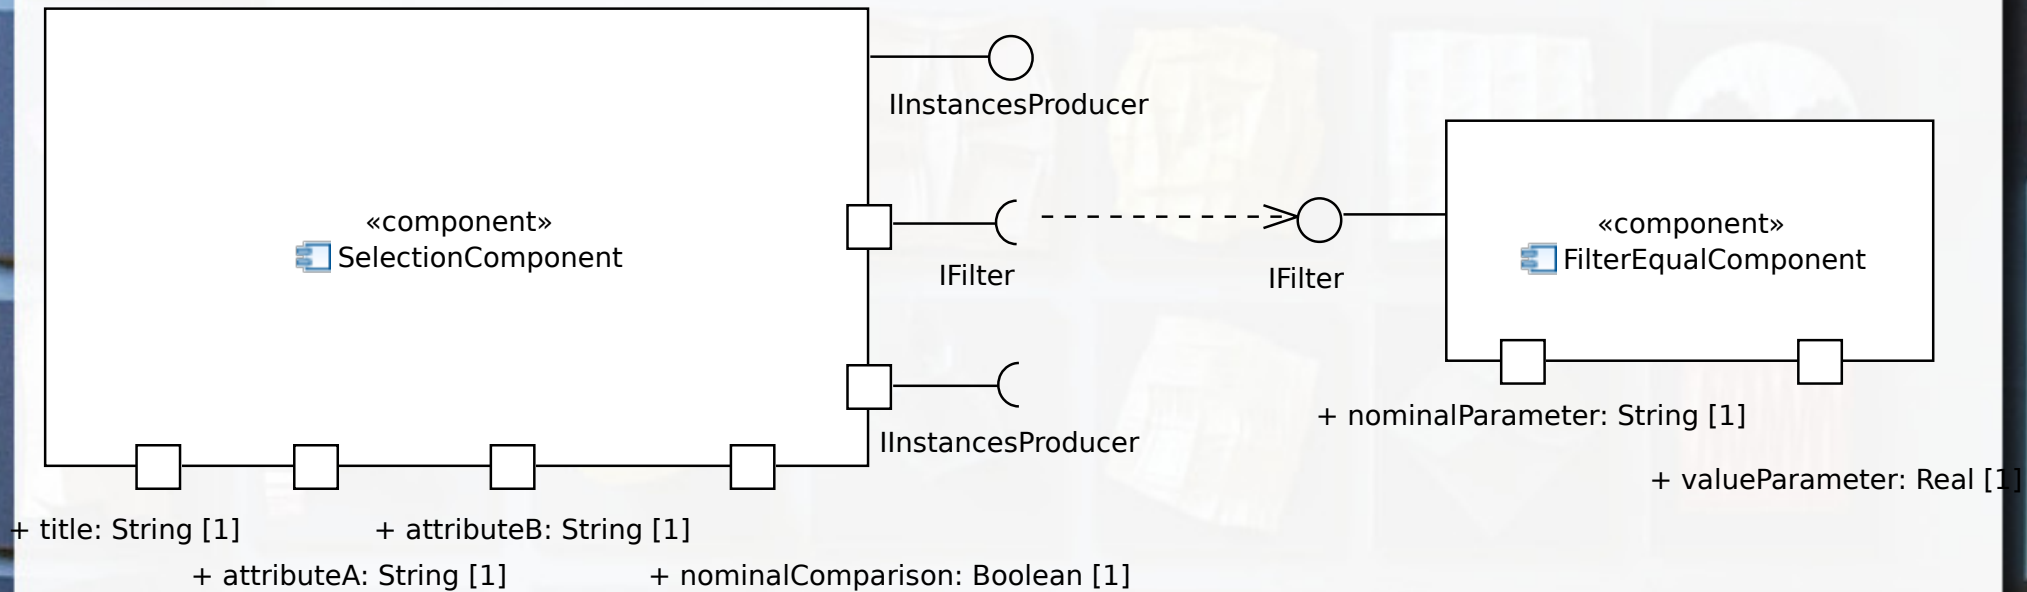 IInstancesProducer
«component»
SelectionComponent
IFilter
IFilter
«component»
FilterEqualComponent
IInstancesProducer
+ nominalParameter: String [1]
+ valueParameter: Real [1]
+ title: String [1]
+ attributeB: String [1]
+ attributeA: String [1]
+ nominalComparison: Boolean [1]